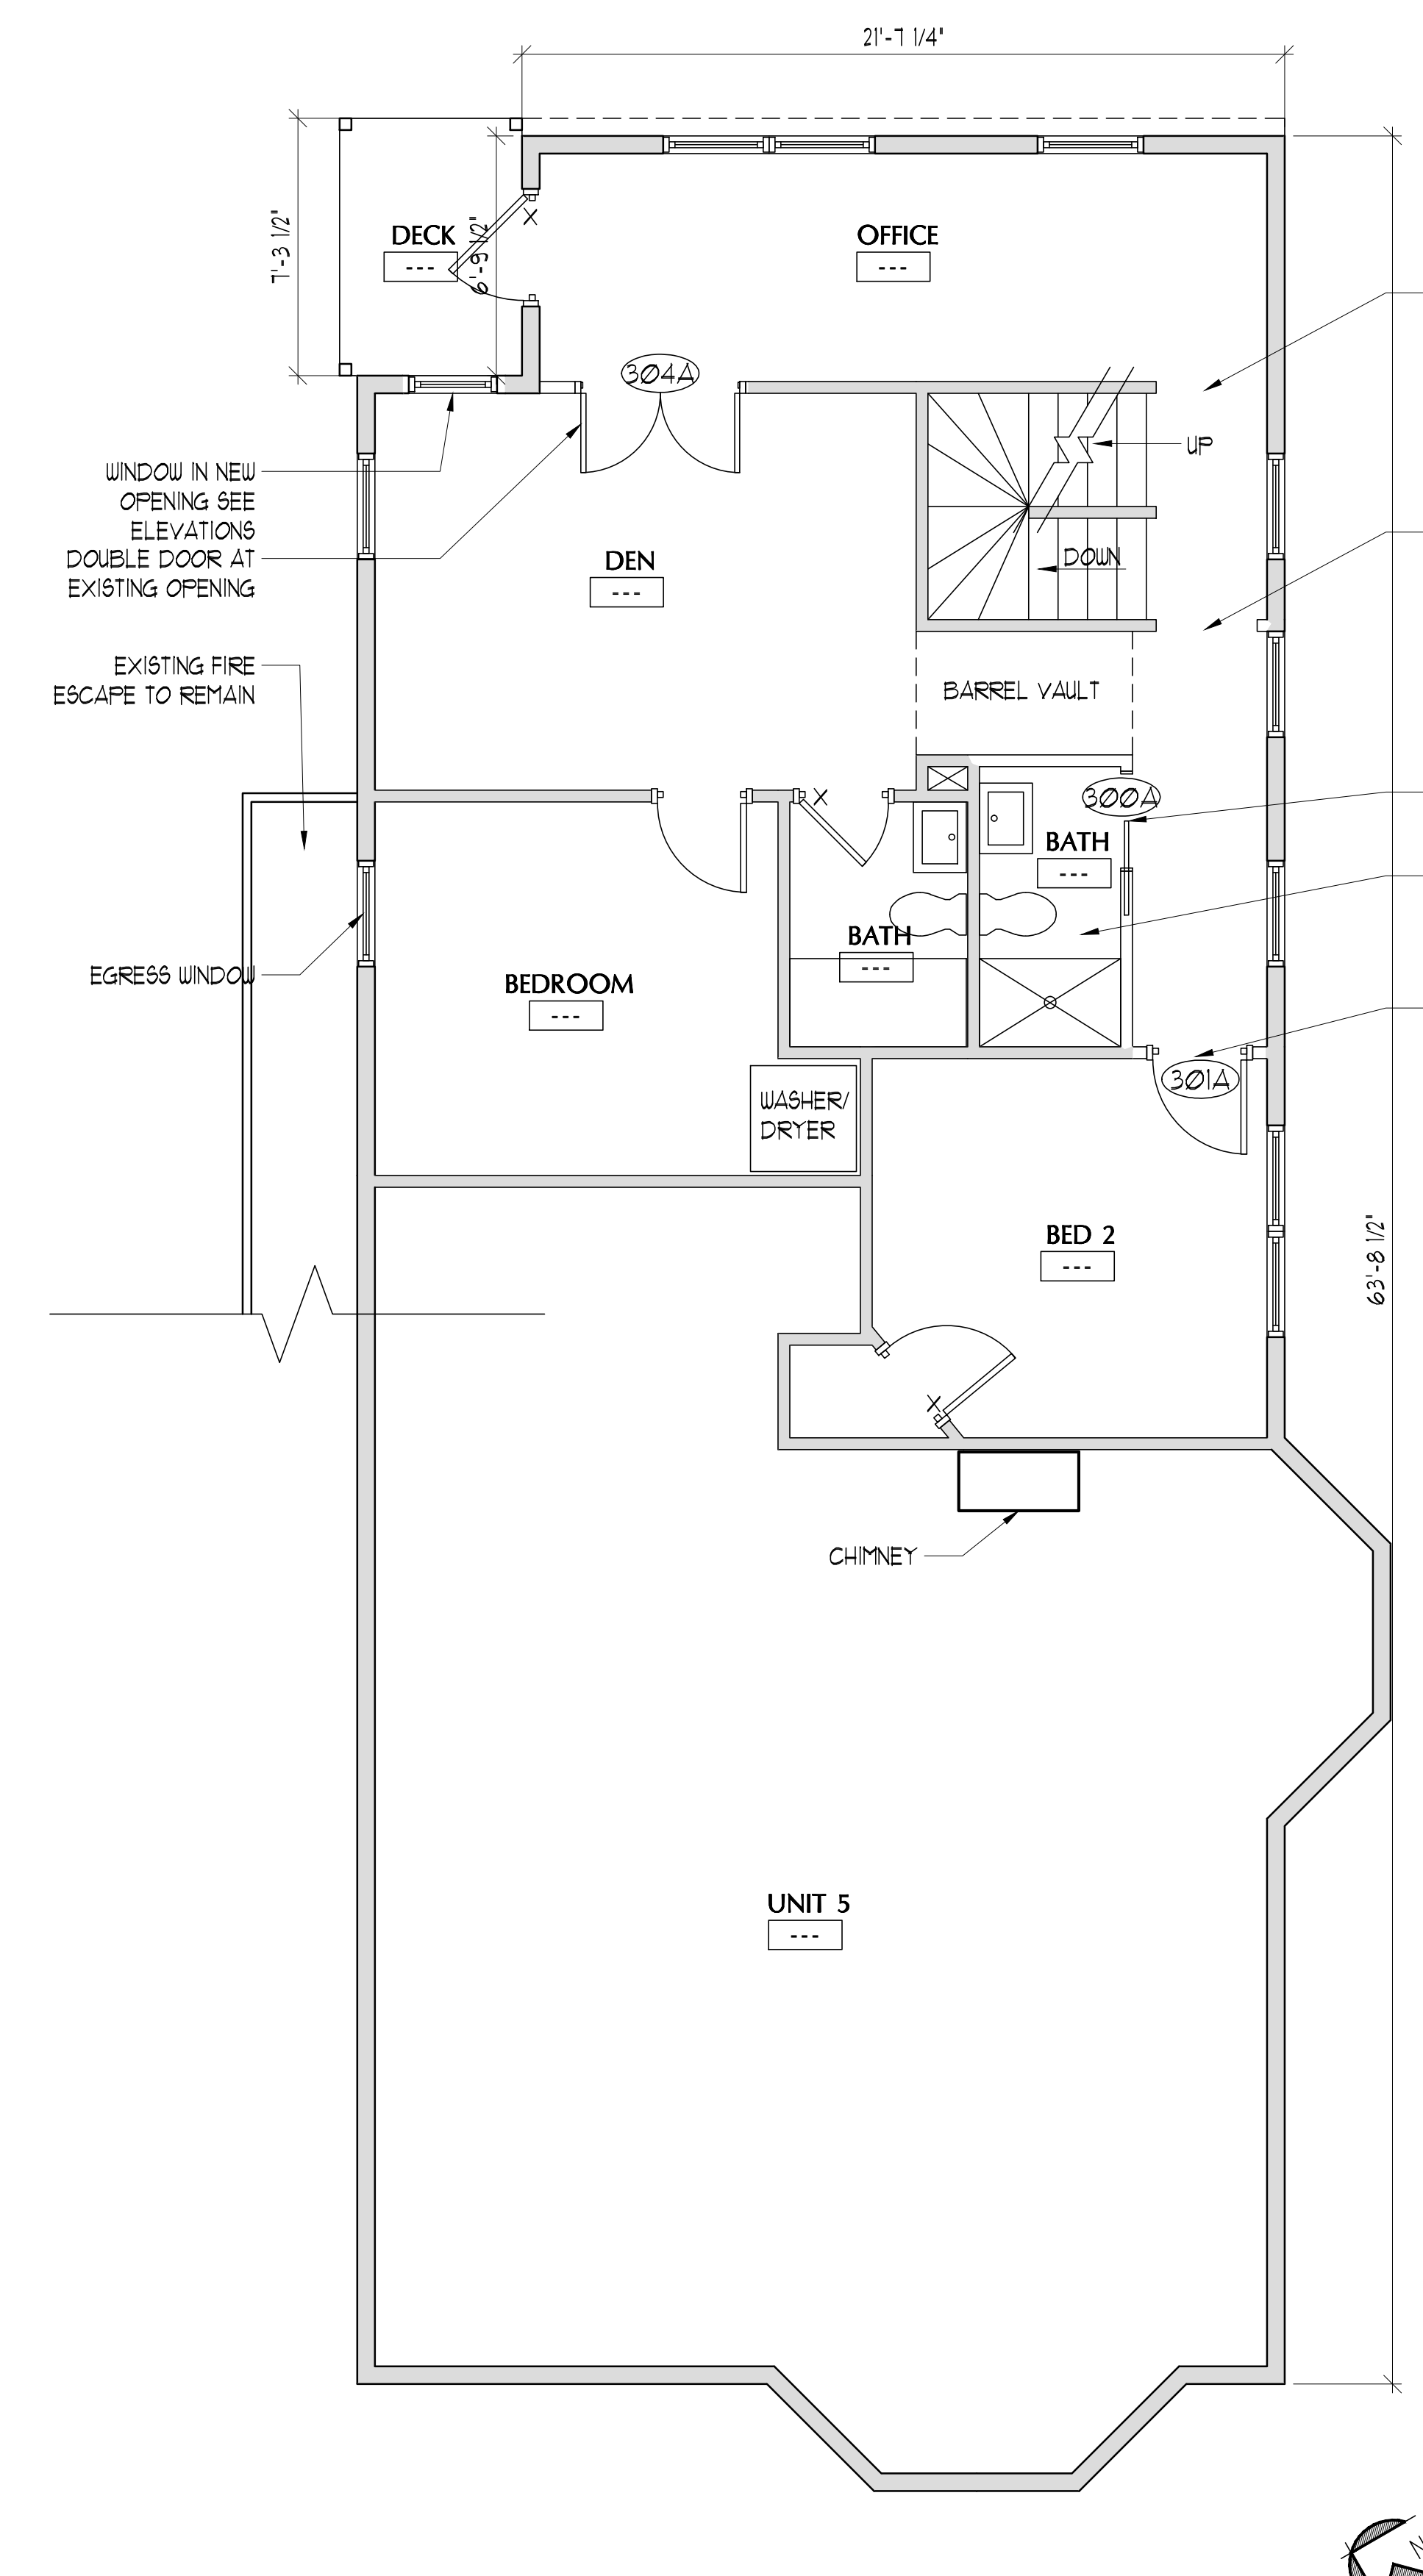 21'-7 1/4"
7'-3 1/2"
6'-9 1/2"
DECK
---
OFFICE
---
304A
UP
WINDOW IN NEW
OPENING SEE
ELEVATIONS
DOUBLE DOOR AT
EXISTING OPENING
DEN
---
DOWN
EXISTING FIRE
ESCAPE TO REMAIN
BARREL VAULT
X
X
300A
BATH
---
BATH
---
EGRESS WINDOW
BEDROOM
---
301A
WASHER/
DRYER
BED 2
---
63'-8 1/2"
X
CHIMNEY
UNIT 5
---
N